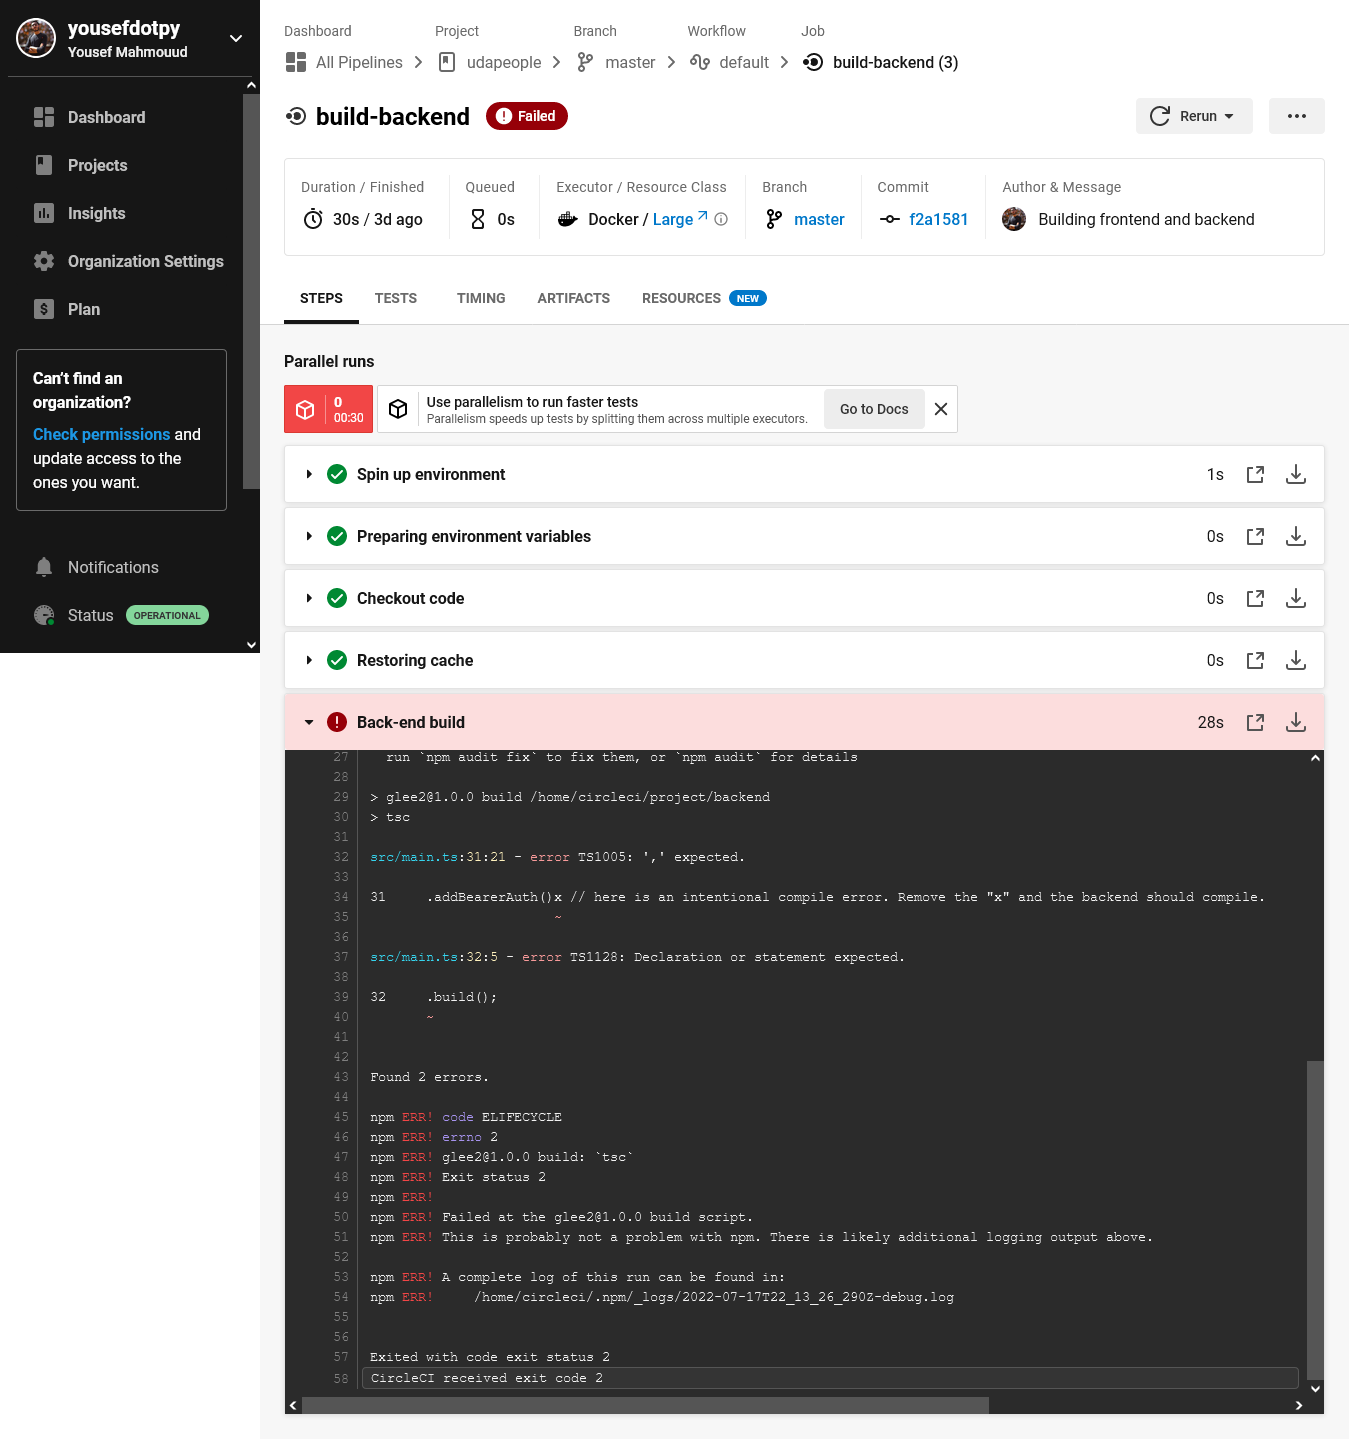 yousefdotpy
Yousef Mahmouud
Dashboard
Projects
Insights
Organization Settings
Plan
Can't find an
organization?
Check permissions and
update access to the
ones you want.
Notifications
Status OPERATIONAL
Dashboard Project Branch Workflow Job
All Pipelines udapeople master default build-backend (3)
build-backend Failed Rerun
Duration / Finished Queued Executor / Resource Class Branch Commit Author & Message
30s / 3d ago 0s Docker / Large master f2a1581 Building frontend and backend
STEPS TESTS TIMING ARTIFACTS RESOURCES NEW
Parallel runs
0
00:30
Use parallelism to run faster tests
Parallelism speeds up tests by splitting them across multiple executors.
Go to Docs
Spin up environment 1s
Preparing environment variables 0s
Checkout code 0s
Restoring cache 0s
Back-end build 28s
27 run `npm audit fix` to fix them, or `npm audit` for details
28
29 > glee2@1.0.0 build /home/circleci/project/backend
30 > tsc
31
32 src/main.ts:31:21 - error TS1005: ',' expected.
33
34 31 .addBearerAuth()x // here is an intentional compile error. Remove the "x" and the backend should compile.
35 ~
36
37 src/main.ts:32:5 - error TS1128: Declaration or statement expected.
38
39 32 .build();
40 ~
41
42
43 Found 2 errors.
44
45 npm ERR! code ELIFECYCLE
46 npm ERR! errno 2
47 npm ERR! glee2@1.0.0 build: `tsc`
48 npm ERR! Exit status 2
49 npm ERR!
50 npm ERR! Failed at the glee2@1.0.0 build script.
51 npm ERR! This is probably not a problem with npm. There is likely additional logging output above.
52
53 npm ERR! A complete log of this run can be found in:
54 npm ERR! /home/circleci/.npm/_logs/2022-07-17T22_13_26_290Z-debug.log
55
56
57 Exited with code exit status 2
58 CircleCI received exit code 2